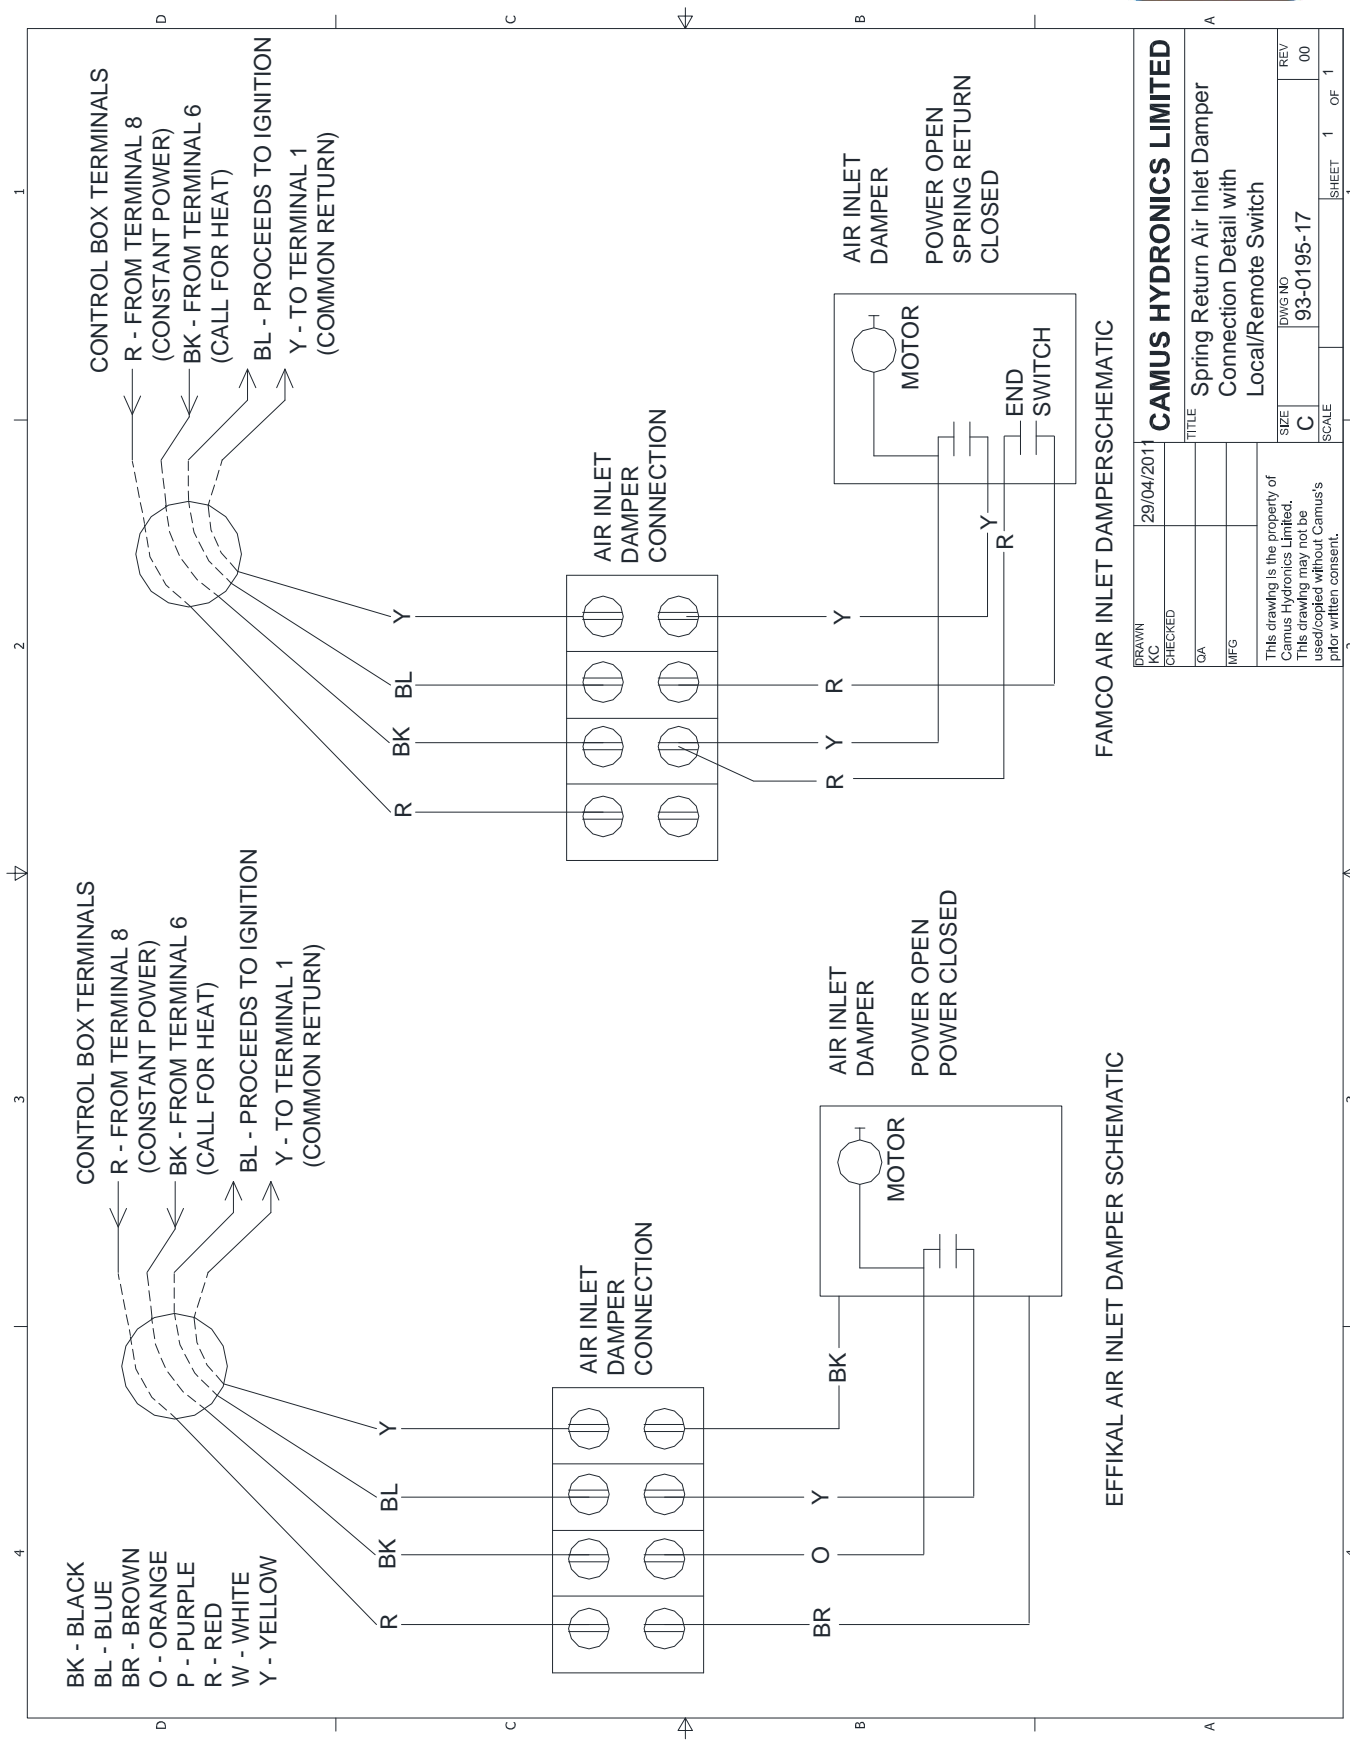 4
3
2
1
D
C
B
A
BK - BLACK
BL - BLUE
BR - BROWN
O - ORANGE
P - PURPLE
R - RED
W - WHITE
Y - YELLOW
CONTROL BOX TERMINALS
R - FROM TERMINAL 8
(CONSTANT POWER)
BK - FROM TERMINAL 6
(CALL FOR HEAT)
BL - PROCEEDS TO IGNITION
Y - TO TERMINAL 1
(COMMON RETURN)
R
BK
BL
Y
AIR INLET
DAMPER
CONNECTION
BR
O
Y
BK
MOTOR
AIR INLET
DAMPER
POWER OPEN
POWER CLOSED
EFFIKAL AIR INLET DAMPER SCHEMATIC
CONTROL BOX TERMINALS
R - FROM TERMINAL 8
(CONSTANT POWER)
BK - FROM TERMINAL 6
(CALL FOR HEAT)
BL - PROCEEDS TO IGNITION
Y - TO TERMINAL 1
(COMMON RETURN)
R
BK
BL
Y
AIR INLET
DAMPER
CONNECTION
R
Y
R
Y
R
Y
MOTOR
END
SWITCH
AIR INLET
DAMPER
POWER OPEN
SPRING RETURN
CLOSED
FAMCO AIR INLET DAMPERSCHEMATIC
DRAWN
KC
29/04/2011
CHECKED
QA
MFG
This drawing is the property of
Camus Hydronics Limited.
This drawing may not be
used/copied without Camus's
prior written consent.
CAMUS HYDRONICS LIMITED
TITLE
Spring Return Air Inlet Damper
Connection Detail with
Local/Remote Switch
SIZE
C
DWG NO
93-0195-17
REV
00
SCALE
SHEET 1 OF 1
D
C
B
A